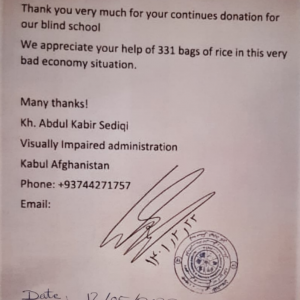 Thank you very much for your continues donation for
our blind school
We appreciate your help of 331 bags of rice in this very
bad economy situation.
Many thanks!
Kh. Abdul Kabir Sediqi
Visually Impaired administration
Kabul Afghanistan
Phone: +93744271757
Email:
Date: